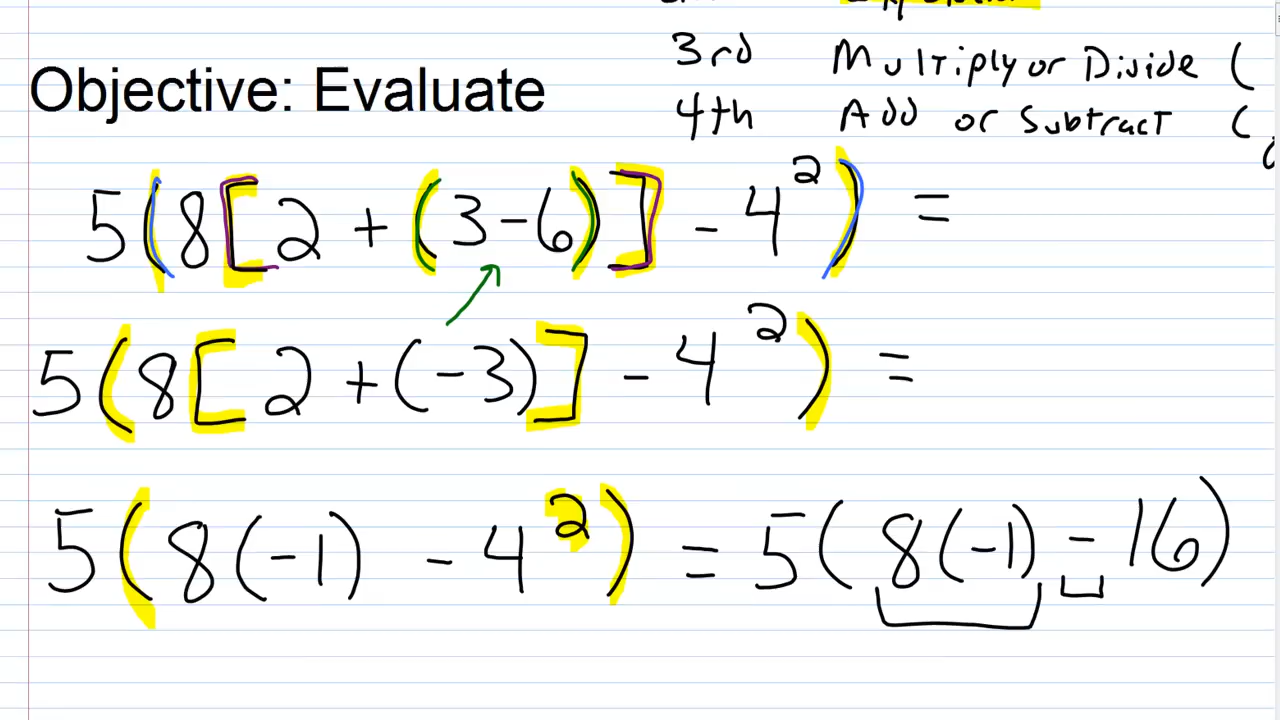 3rd Multiply or Divide (
Objective: Evaluate
4th Add or Subtract (
5(8[2 + (3 - 6)] - 4²) =
5(8[2 + (-3)] - 4²) =
5(8(-1) - 4²) = 5(8(-1) - 16)